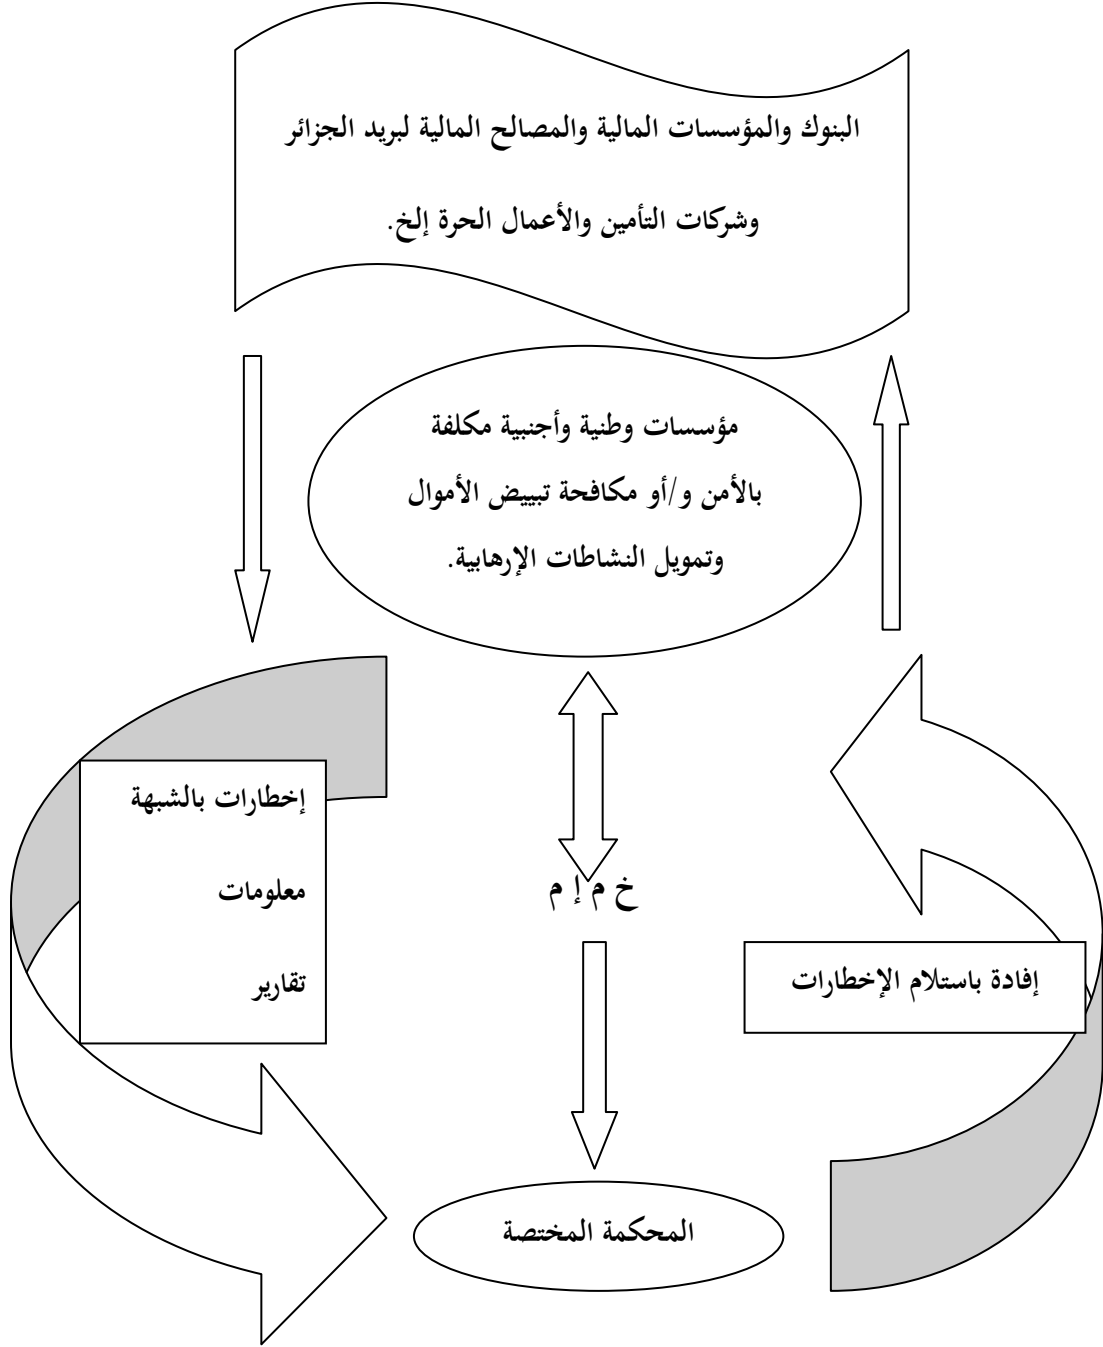 البنوك والمؤسسات المالية والمصالح المالية لبريد الجزائر
وشركات التأمين والأعمال الحرة إلخ.
مؤسسات وطنية وأجنبية مكلفة
بالأمن و/أو مكافحة تبييض الأموال
وتمويل النشاطات الإرهابية.
إخطارات بالشبهة
معلومات
تقارير
خ م إ م
إفادة باستلام الإخطارات
المحكمة المختصة